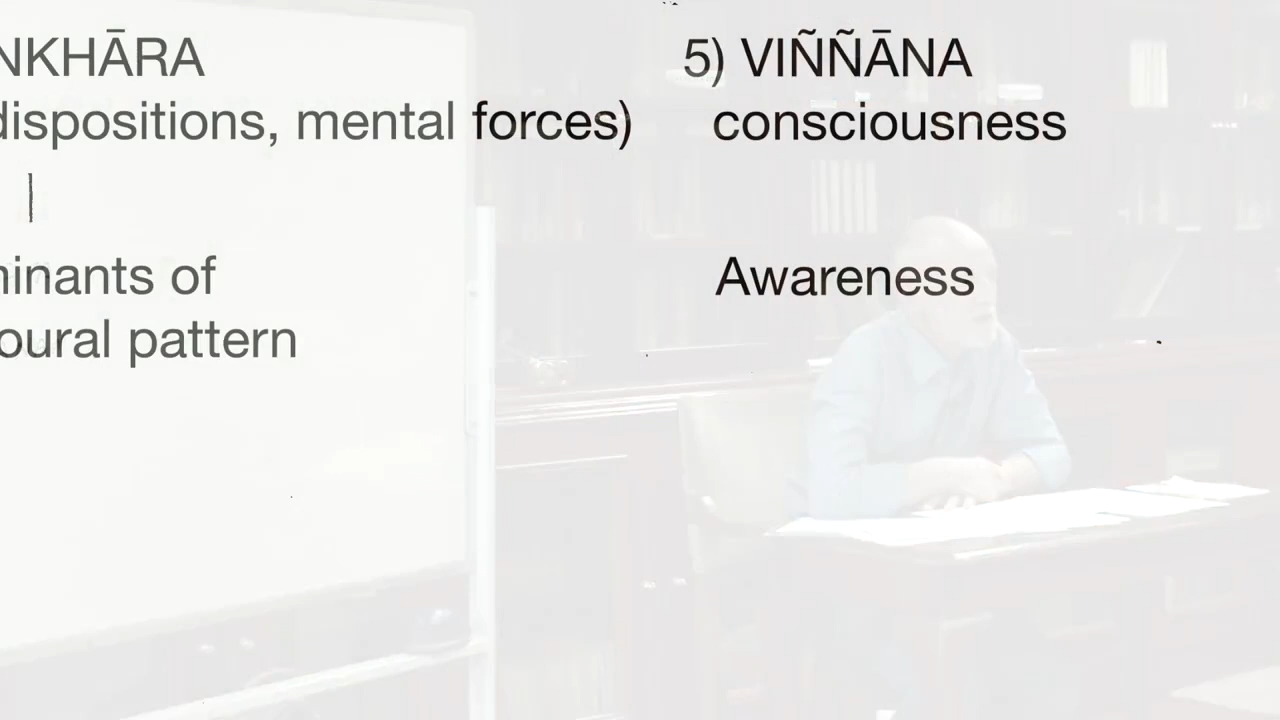 NKHĀRA
dispositions, mental forces)
minants of
oural pattern
5) VIÑÑĀNA
consciousness
Awareness